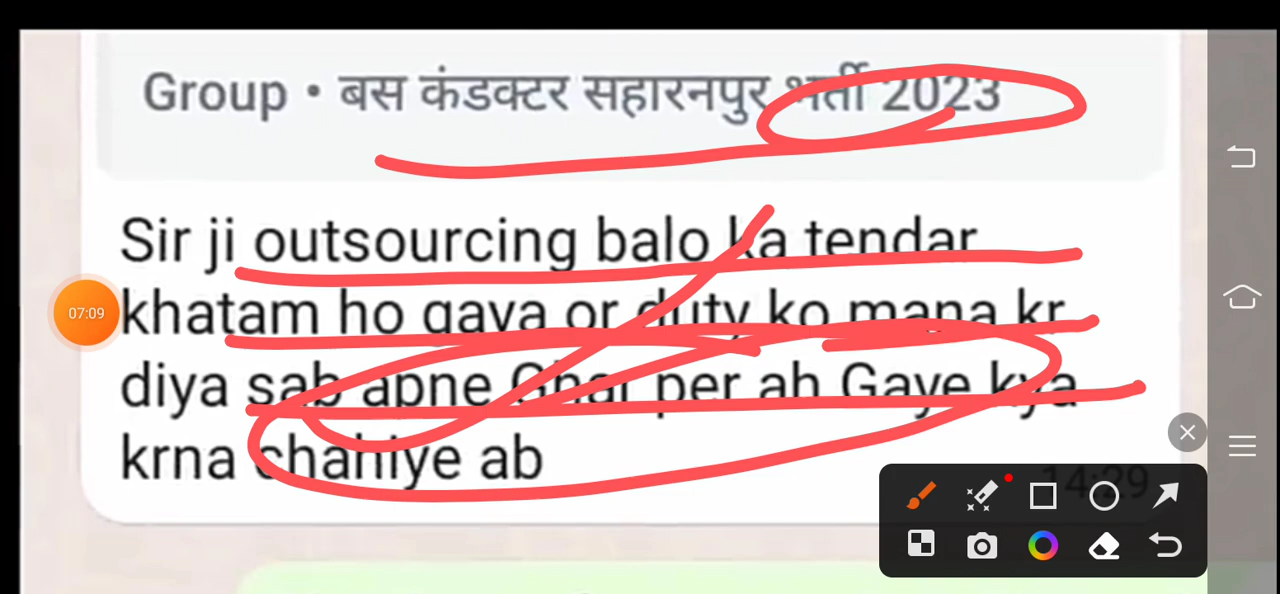 Group • बस कंडक्टर सहारनपुर भर्ती 2023
Sir ji outsourcing balo ka tendar
khatam ho gaya or duty ko mana kr
diya sab apne Ghar per ah Gaye kya
krna chahiye ab
14:29
07:09